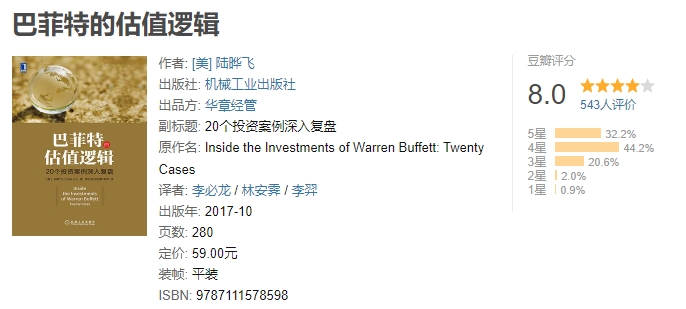 巴菲特的估值逻辑
巴菲特的
估值逻辑
20个投资案例深入复盘
Inside
the Investments
of Warren Buffett
Twenty Cases
作者: [美] 陆晔飞
出版社: 机械工业出版社
出品方: 华章经管
副标题: 20个投资案例深入复盘
原作名: Inside the Investments of Warren Buffett: Twenty
Cases
译者: 李必龙 / 林安霁 / 李羿
出版年: 2017-10
页数: 280
定价: 59.00元
装帧: 平装
ISBN: 9787111578598
豆瓣评分
8.0
543人评价
5星 32.2%
4星 44.2%
3星 20.6%
2星 2.0%
1星 0.9%